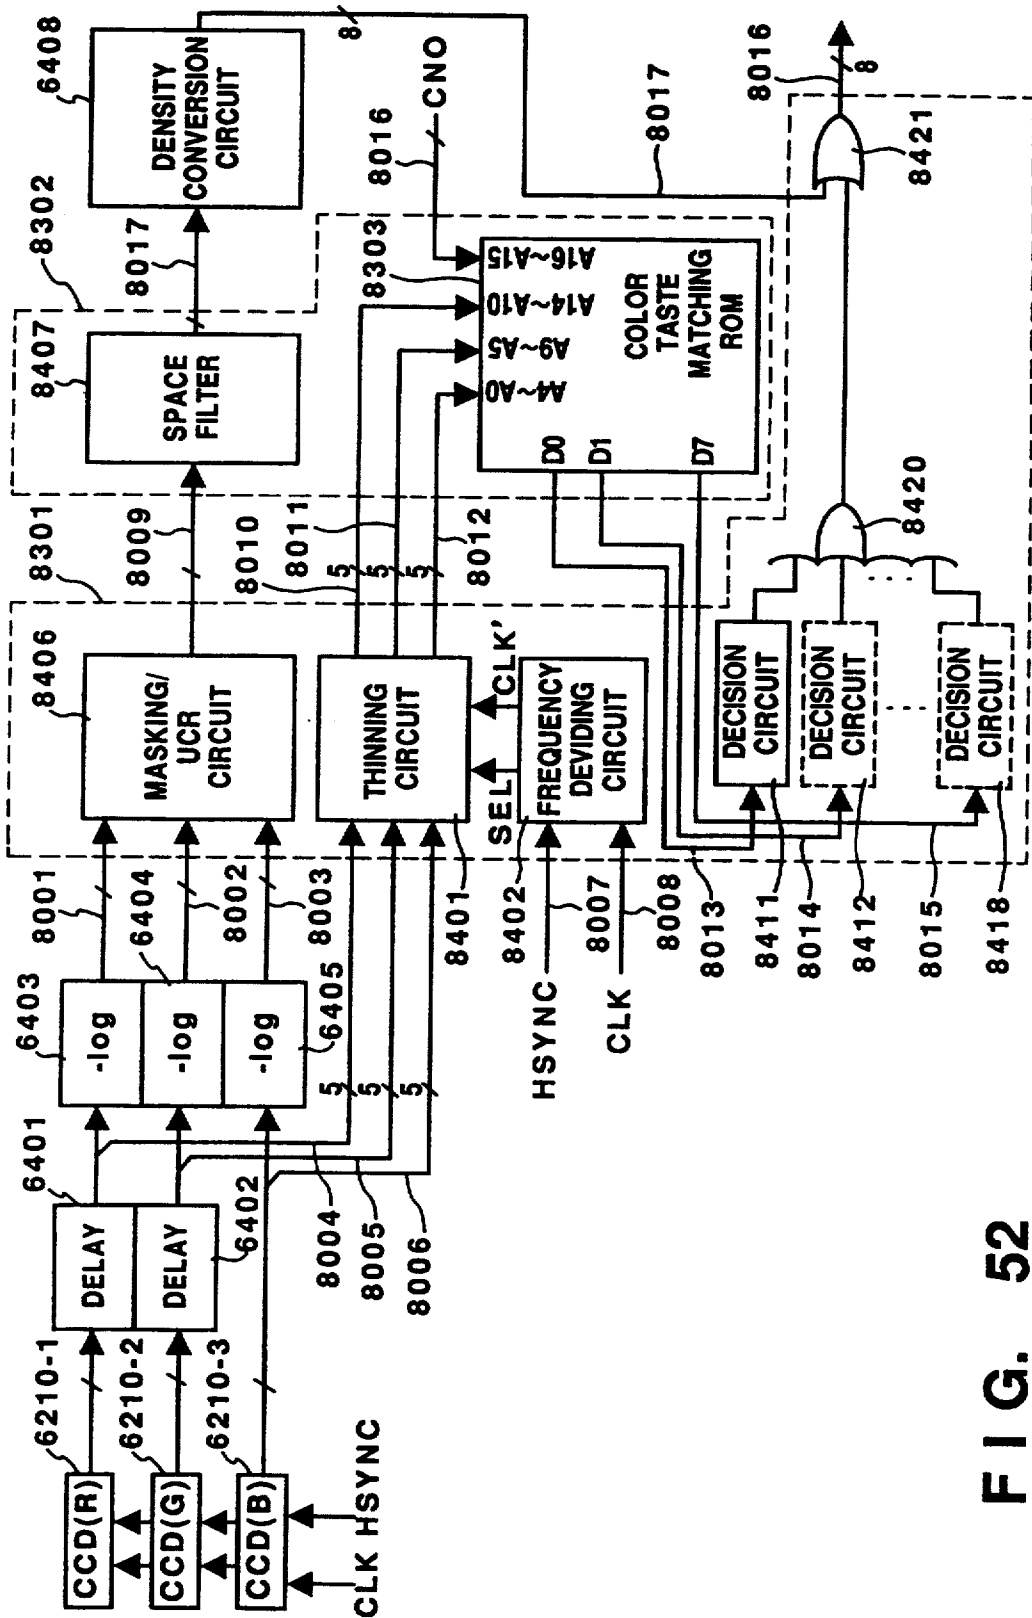 6210-1
6210-2
6210-3
CCD(R)
CCD(G)
CCD(B)
CLK HSYNC
6401
DELAY
DELAY
6402
6403
6404
6405
-log
-log
-log
8001
8002
8003
8004
8005
8006
5
5
5
8406
MASKING/
UCR
CIRCUIT
8301
8009
8407
SPACE
FILTER
8302
8017
6408
DENSITY
CONVERSION
CIRCUIT
8
THINNING
CIRCUIT
8401
8010
8011
8012
5
5
5
SEL
CLK'
8402
FREQUENCY
DEVIDING
CIRCUIT
HSYNC
8007
CLK
8008
8303
A4~A0
A9~A5
A14~A10
A16~A15
COLOR
TASTE
MATCHING
ROM
D0
D1
D7
8016
CNO
8017
8013
8411
8014
8412
8015
8418
DECISION
CIRCUIT
DECISION
CIRCUIT
DECISION
CIRCUIT
8420
8421
8016
8
FIG. 52